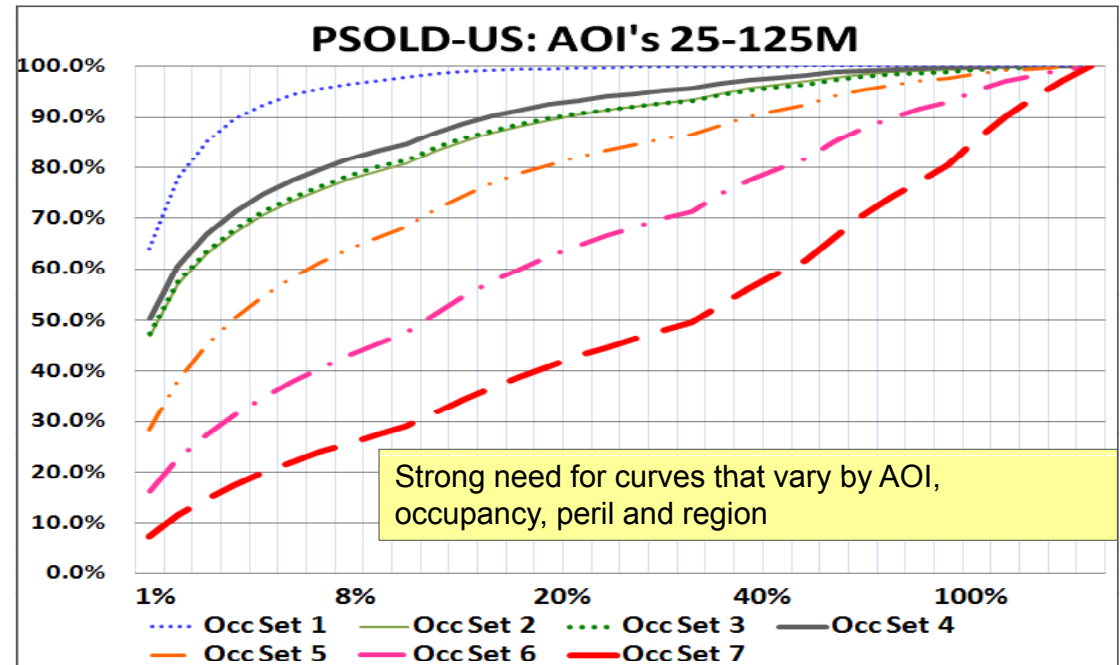 PSOLD-US: AOI's 25-125M
100.0%
90.0%
80.0%
70.0%
60.0%
50.0%
40.0%
30.0%
20.0%
10.0%
0.0%
Strong need for curves that vary by AOI,
occupancy, peril and region
1% 8% 20% 40% 100%
Occ Set 1 Occ Set 2 Occ Set 3 Occ Set 4
Occ Set 5 Occ Set 6 Occ Set 7